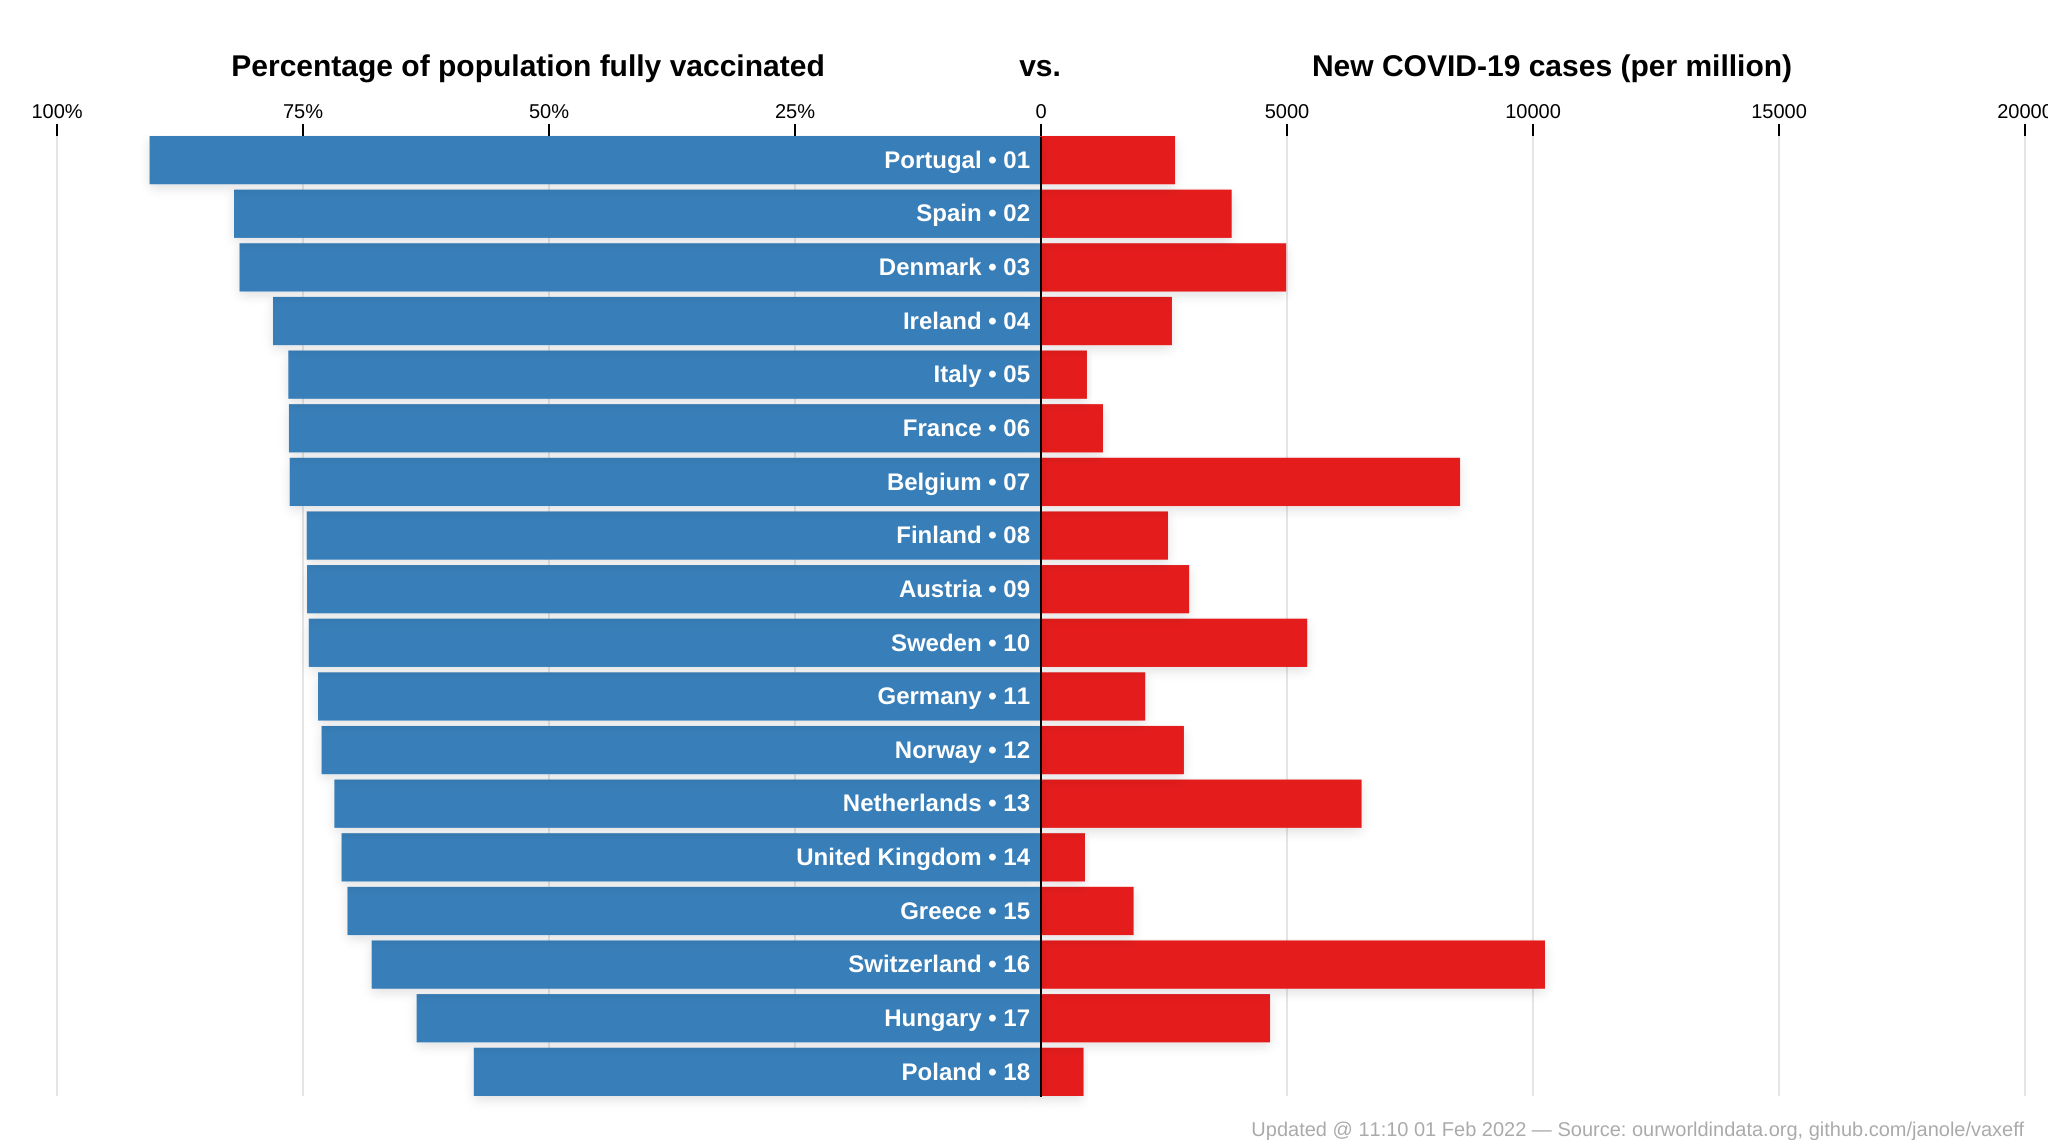 Percentage of population fully vaccinated vs. New COVID-19 cases (per million)
100% 75% 50% 25% 0 5000 10000 15000 20000
Portugal • 01
Spain • 02
Denmark • 03
Ireland • 04
Italy • 05
France • 06
Belgium • 07
Finland • 08
Austria • 09
Sweden • 10
Germany • 11
Norway • 12
Netherlands • 13
United Kingdom • 14
Greece • 15
Switzerland • 16
Hungary • 17
Poland • 18
Updated @ 11:10 01 Feb 2022 — Source: ourworldindata.org, github.com/janole/vaxeff